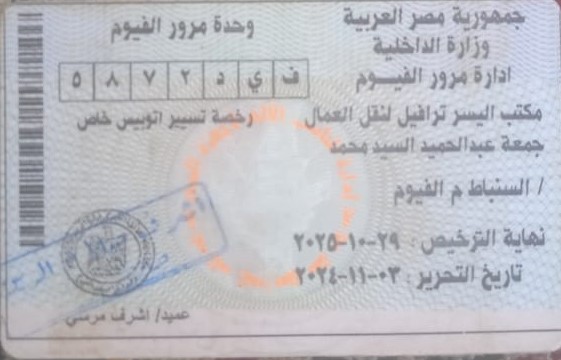 جمهورية مصر العربية
وزارة الداخلية
ادارة مرور الفيوم
وحدة مرور الفيوم
ف ي د ٢ ٧ ٨ ٥
مكتب اليسر ترافيل لنقل العمال
رخصة تسيير اتوبيس خاص
جمعة عبدالحميد السيد محمد
/ السنباط م الفيوم
نهاية الترخيص : ٢٩-١٠-٢٠٢٥
تاريخ التحرير : ٠٣-١١-٢٠٢٤
عميد/ اشرف مرسي